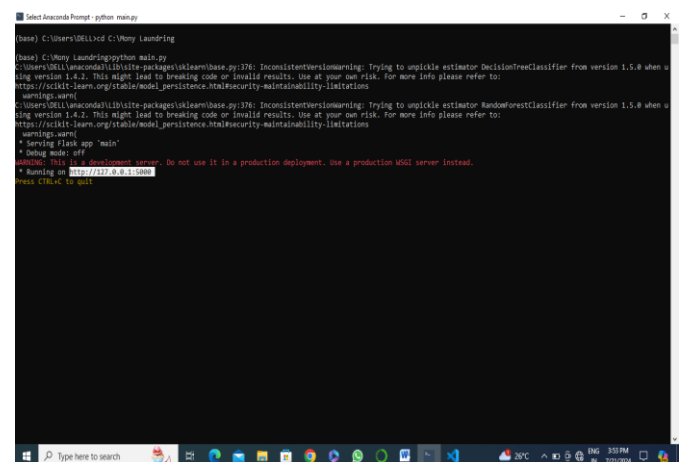 Select Anaconda Prompt - python main.py
(base) C:\Users\DELL>cd C:\Mony Laundring
(base) C:\Mony Laundring>python main.py
C:\Users\DELL\anaconda3\Lib\site-packages\sklearn\base.py:376: InconsistentVersionWarning: Trying to unpickle estimator DecisionTreeClassifier from version 1.5.0 when u
sing version 1.4.2. This might lead to breaking code or invalid results. Use at your own risk. For more info please refer to:
https://scikit-learn.org/stable/model_persistence.html#security-maintainability-limitations
warnings.warn(
C:\Users\DELL\anaconda3\Lib\site-packages\sklearn\base.py:376: InconsistentVersionWarning: Trying to unpickle estimator RandomForestClassifier from version 1.5.0 when u
sing version 1.4.2. This might lead to breaking code or invalid results. Use at your own risk. For more info please refer to:
https://scikit-learn.org/stable/model_persistence.html#security-maintainability-limitations
warnings.warn(
* Serving Flask app 'main'
* Debug mode: off
WARNING: This is a development server. Do not use it in a production deployment. Use a production WSGI server instead.
* Running on http://127.0.0.1:5000
Press CTRL+C to quit
Type here to search
26°C
ENG
3:53 PM
IN
7/21/2024